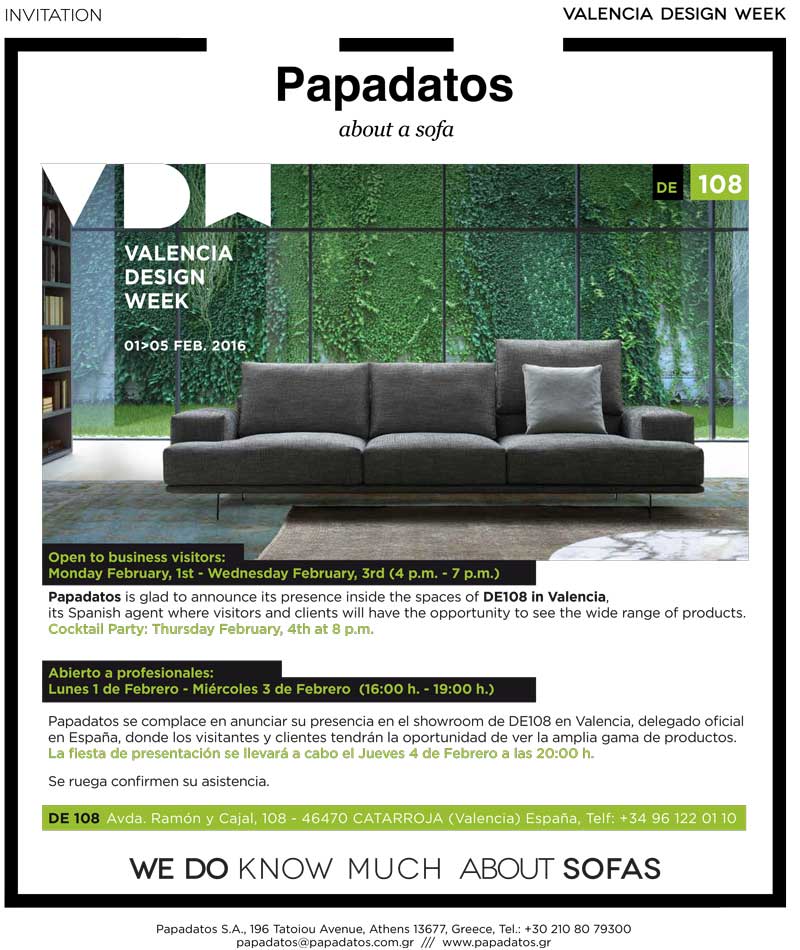 INVITATION
VALENCIA DESIGN WEEK
Papadatos
about a sofa
VDW
DE 108
VALENCIA
DESIGN
WEEK
01>05 FEB. 2016
Open to business visitors:
Monday February, 1st - Wednesday February, 3rd (4 p.m. - 7 p.m.)
Papadatos is glad to announce its presence inside the spaces of DE108 in Valencia,
its Spanish agent where visitors and clients will have the opportunity to see the wide range of products.
Cocktail Party: Thursday February, 4th at 8 p.m.
Abierto a profesionales:
Lunes 1 de Febrero - Miércoles 3 de Febrero (16:00 h. - 19:00 h.)
Papadatos se complace en anunciar su presencia en el showroom de DE108 en Valencia, delegado oficial
en España, donde los visitantes y clientes tendrán la oportunidad de ver la amplia gama de productos.
La fiesta de presentación se llevará a cabo el Jueves 4 de Febrero a las 20:00 h.
Se ruega confirmen su asistencia.
DE 108 Avda. Ramón y Cajal, 108 - 46470 CATARROJA (Valencia) España, Telf: +34 96 122 01 10
WE DO KNOW MUCH ABOUT SOFAS
Papadatos S.A., 196 Tatoiou Avenue, Athens 13677, Greece, Tel.: +30 210 80 79300
papadatos@papadatos.com.gr /// www.papadatos.gr